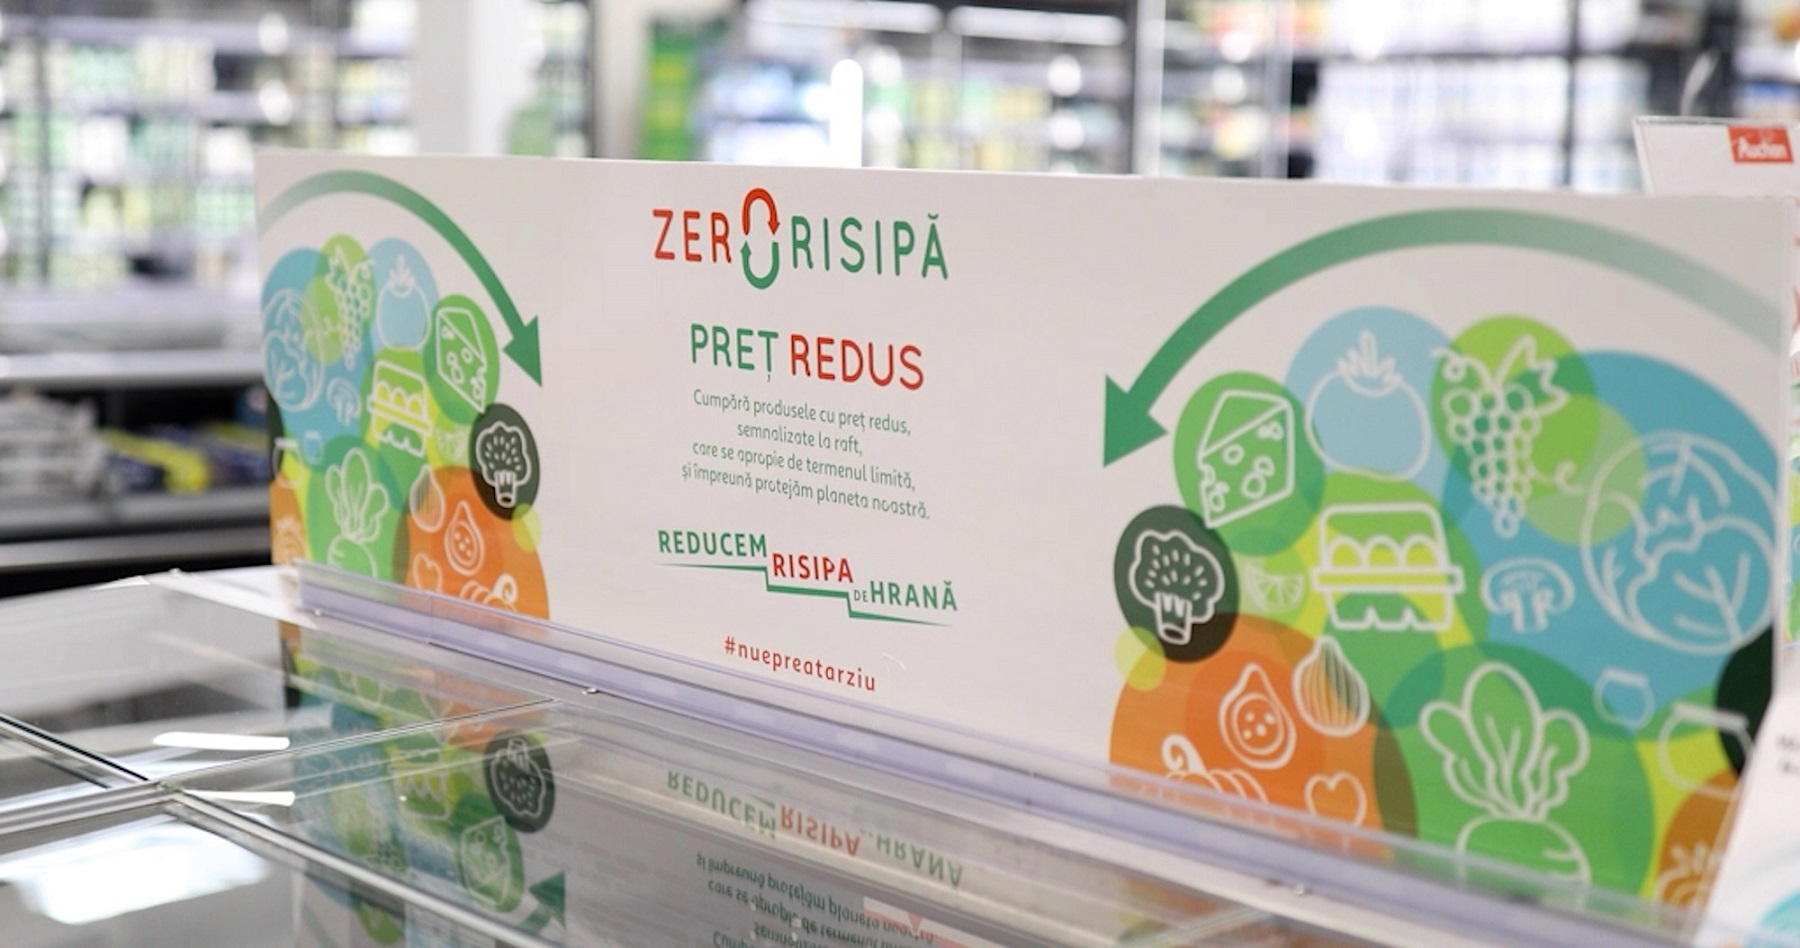 ZERO RISIPĂ
PREȚ REDUS
Cumpără produsele cu preț redus,
semnalizate la raft,
care se apropie de termenul limită,
și împreună protejăm planeta noastră.
REDUCEM
RISIPA
DE HRANĂ
#nuepreatarziu
Auchan